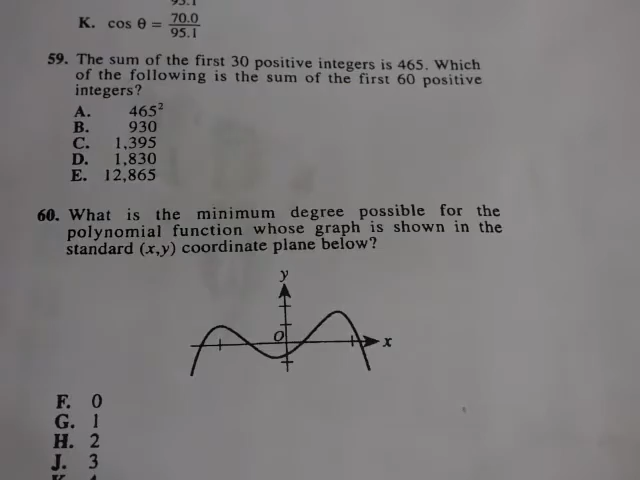 K. cos θ = 70.0
95.1
59. The sum of the first 30 positive integers is 465. Which
of the following is the sum of the first 60 positive
integers?
A. 465²
B. 930
C. 1,395
D. 1,830
E. 12,865
60. What is the minimum degree possible for the
polynomial function whose graph is shown in the
standard (x,y) coordinate plane below?
y
O
x
F. 0
G. 1
H. 2
J. 3